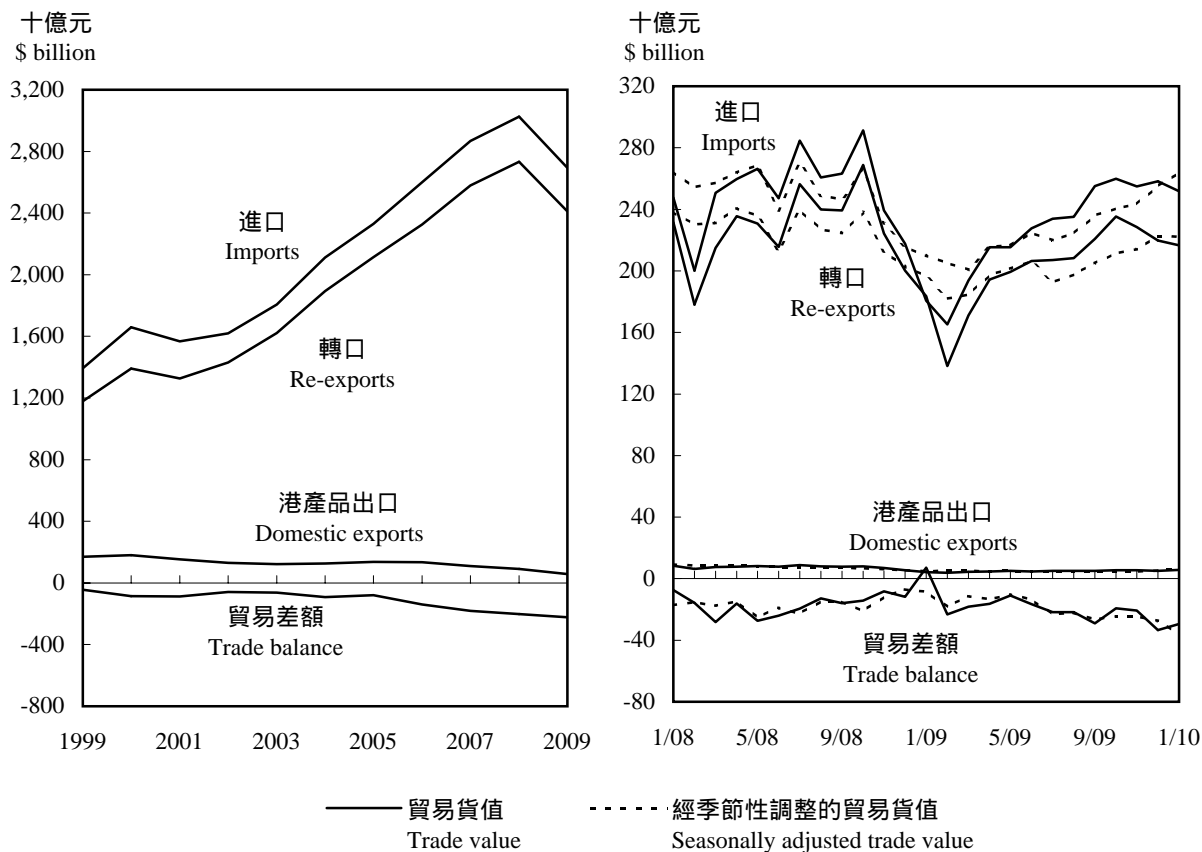 十億元
$ billion
3,200
2,800
2,400
2,000
1,600
1,200
800
400
0
-400
-800
進口
Imports
轉口
Re-exports
港產品出口
Domestic exports
貿易差額
Trade balance
1999 2001 2003 2005 2007 2009
十億元
$ billion
320
280
240
200
160
120
80
40
0
-40
-80
進口
Imports
轉口
Re-exports
港產品出口
Domestic exports
貿易差額
Trade balance
1/08 5/08 9/08 1/09 5/09 9/09 1/10
貿易貨值
Trade value
經季節性調整的貿易貨值
Seasonally adjusted trade value